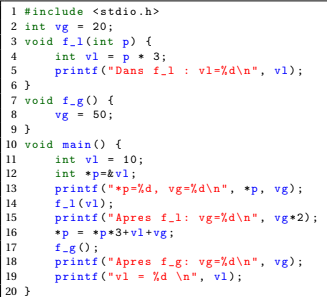 1 #include <stdio.h>
2 int vg = 20;
3 void f_l(int p) {
4     int vl = p * 3;
5     printf("Dans f_l : vl=%d\n", vl);
6 }
7 void f_g() {
8     vg = 50;
9 }
10 void main() {
11     int vl = 10;
12     int *p=&vl;
13     printf("*p=%d, vg=%d\n", *p, vg);
14     f_l(vl);
15     printf("Apres f_l: vg=%d\n", vg*2);
16     *p = *p*3+vl+vg;
17     f_g();
18     printf("Apres f_g: vg=%d\n", vg);
19     printf("vl = %d \n", vl);
20 }